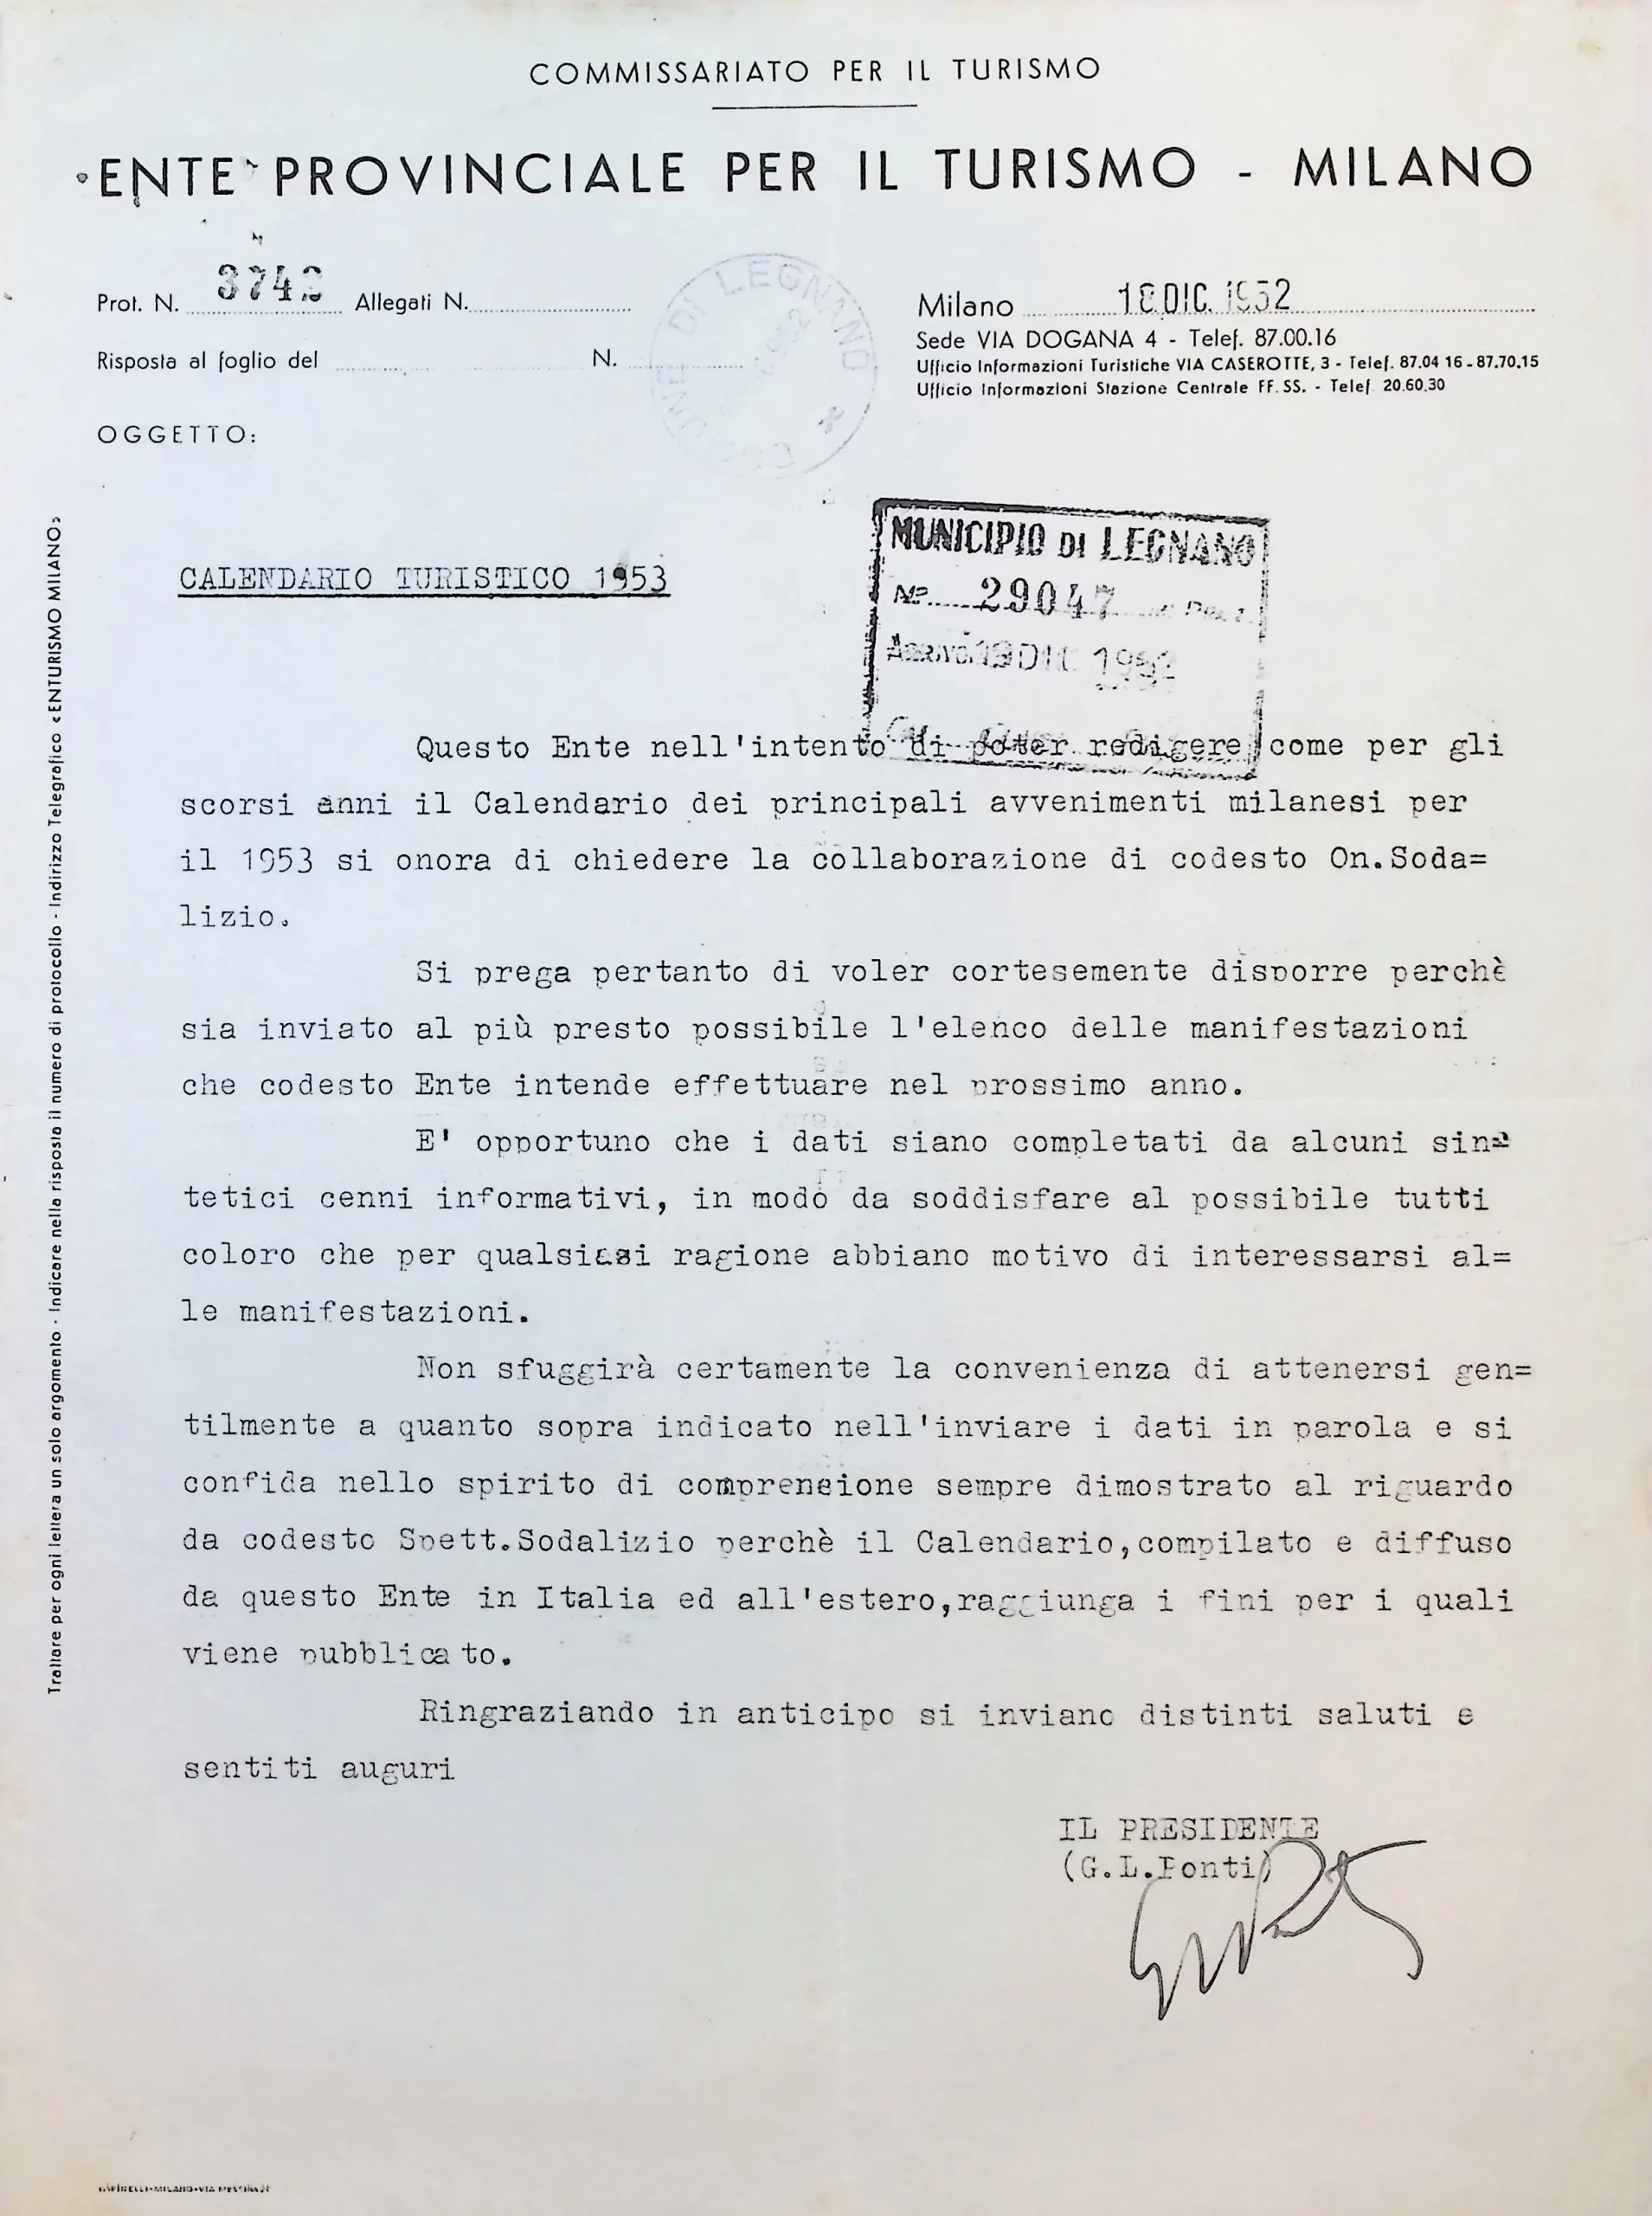 COMMISSARIATO PER IL TURISMO
ENTE PROVINCIALE PER IL TURISMO - MILANO
Prot. N. 3742 Allegati N.
Risposta al foglio del N.
OGGETTO:
COMUNE DI LEGNANO
Milano DIC. 1952
Sede VIA DOGANA 4 - Telef. 87.00.16
Ufficio Informazioni Turistiche VIA CASEROTTE, 3 - Telef. 87.04 16 - 87.70.15
Ufficio Informazioni Stazione Centrale FF. SS. - Telef 20.60.30
MUNICIPIO DI LEGNANO
Nº 29047
ARRIVO 19 DIC 1952
CALENDARIO TURISTICO 1953
Questo Ente nell'intento di poter redigere come per gli
scorsi anni il Calendario dei principali avvenimenti milanesi per
il 1953 si onora di chiedere la collaborazione di codesto On.Soda=
lizio.
Si prega pertanto di voler cortesemente disporre perchè
sia inviato al più presto possibile l'elenco delle manifestazioni
che codesto Ente intende effettuare nel prossimo anno.
E' opportuno che i dati siano completati da alcuni sin=
tetici cenni informativi, in modo da soddisfare al possibile tutti
coloro che per qualsiasi ragione abbiano motivo di interessarsi al=
le manifestazioni.
Non sfuggirà certamente la convenienza di attenersi gen=
tilmente a quanto sopra indicato nell'inviare i dati in parola e si
confida nello spirito di comprensione sempre dimostrato al riguardo
da codesto Spett.Sodalizio perchè il Calendario,compilato e diffuso
da questo Ente in Italia ed all'estero,raggiunga i fini per i quali
viene pubblicato.
Ringraziando in anticipo si inviano distinti saluti e
sentiti auguri
IL PRESIDENTE
(G.L.Ponti)
Trattare per ogni lettera un solo argomento - Indicare nella risposta il numero di protocollo - Indirizzo Telegrafico «ENTURISMO MILANO»